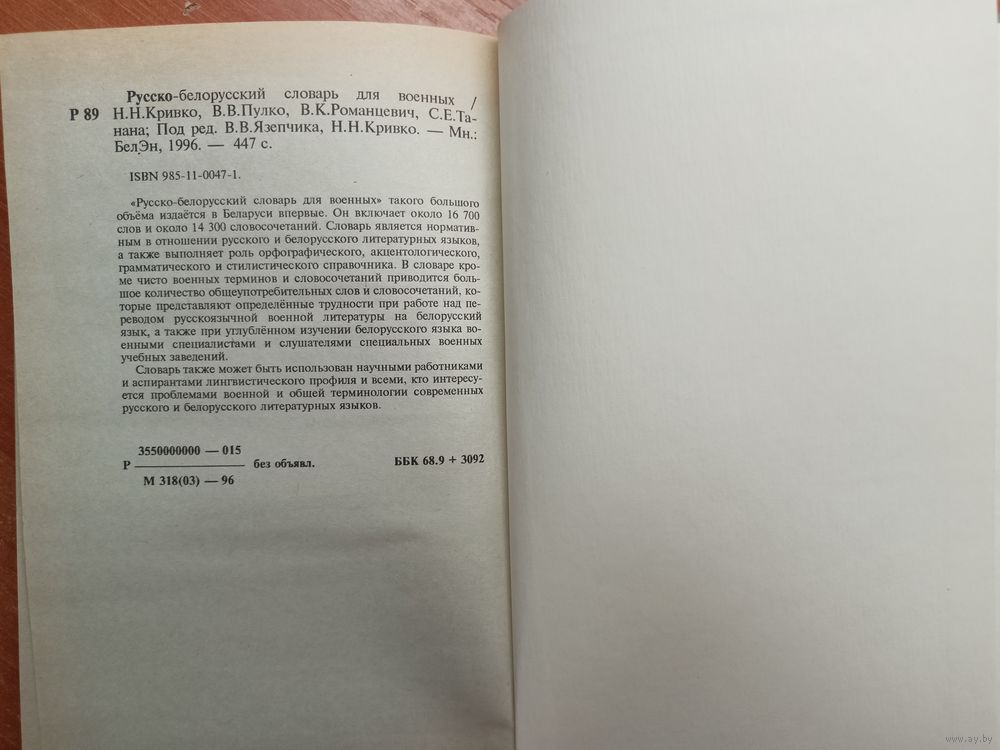 Русско-белорусский словарь для военных /
Р 89 Н.Н.Кривко, В.В.Пулко, В.К.Романцевич, С.Е.Та-
нана; Под ред. В.В.Язепчика, Н.Н.Кривко. — Мн.:
БелЭн, 1996. — 447 с.
ISBN 985-11-0047-1.
«Русско-белорусский словарь для военных» такого большого
объёма издаётся в Беларуси впервые. Он включает около 16 700
слов и около 14 300 словосочетаний. Словарь является норматив-
ным в отношении русского и белорусского литературных языков,
а также выполняет роль орфографического, акцентологического,
грамматического и стилистического справочника. В словаре кро-
ме чисто военных терминов и словосочетаний приводится боль-
шое количество общеупотребительных слов и словосочетаний, ко-
торые представляют определённые трудности при работе над пе-
реводом русскоязычной военной литературы на белорусский
язык, а также при углублённом изучении белорусского языка во-
енными специалистами и слушателями специальных военных
учебных заведений.
Словарь также может быть использован научными работниками
и аспирантами лингвистического профиля и всеми, кто интересу-
ется проблемами военной и общей терминологии современных
русского и белорусского литературных языков.
3550000000 — 015
Р без объявл. ББК 68.9 + 3092
М 318(03) — 96
www.ay.by